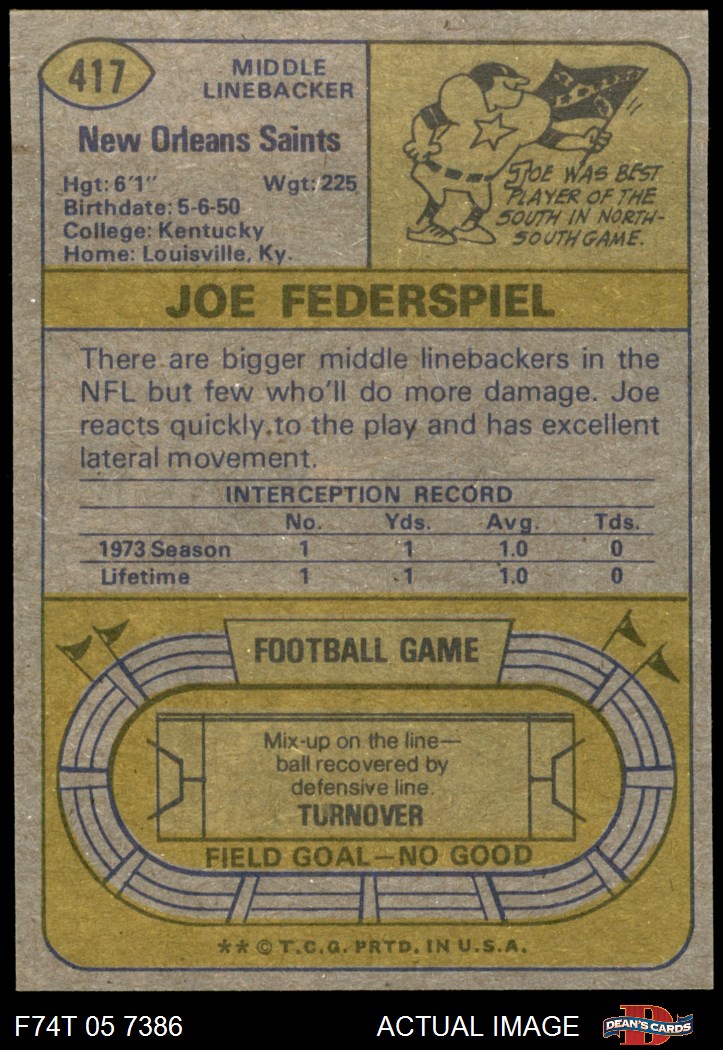 417
MIDDLE
LINEBACKER
New Orleans Saints
Hgt: 6'1" Wgt: 225
Birthdate: 5-6-50
College: Kentucky
Home: Louisville, Ky.
JOE WAS BEST
PLAYER OF THE
SOUTH IN NORTH-
SOUTH GAME.
JOE FEDERSPIEL
There are bigger middle linebackers in the
NFL but few who'll do more damage. Joe
reacts quickly to the play and has excellent
lateral movement.
INTERCEPTION RECORD
No. Yds. Avg. Tds.
1973 Season 1 1 1.0 0
Lifetime 1 1 1.0 0
FOOTBALL GAME
Mix-up on the line—
ball recovered by
defensive line.
TURNOVER
FIELD GOAL—NO GOOD
** © T.C.G. PRTD. IN U.S.A.
F74T 05 7386 ACTUAL IMAGE D DEAN'S CARDS